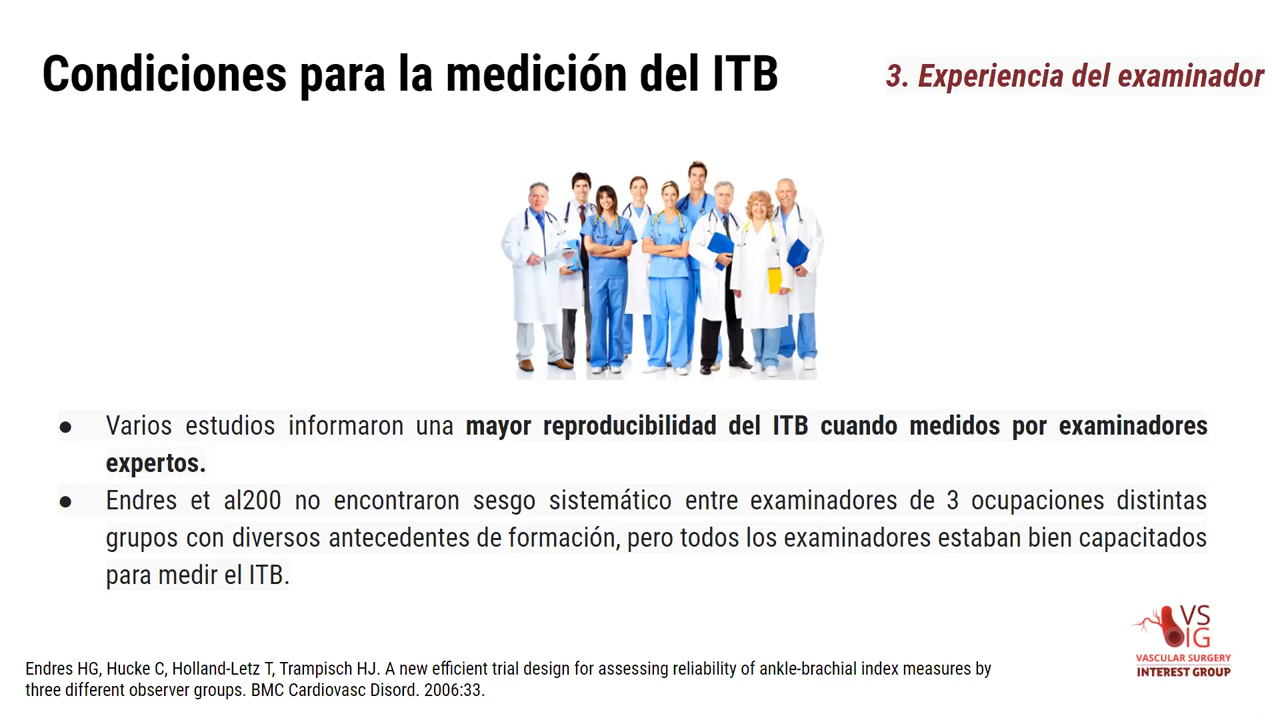 Condiciones para la medición del ITB
3. Experiencia del examinador
● Varios estudios informaron una mayor reproducibilidad del ITB cuando medidos por examinadores
expertos.
● Endres et al200 no encontraron sesgo sistemático entre examinadores de 3 ocupaciones distintas
grupos con diversos antecedentes de formación, pero todos los examinadores estaban bien capacitados
para medir el ITB.
VS
IG
VASCULAR SURGERY
INTEREST GROUP
Endres HG, Hucke C, Holland-Letz T, Trampisch HJ. A new efficient trial design for assessing reliability of ankle-brachial index measures by
three different observer groups. BMC Cardiovasc Disord. 2006:33.